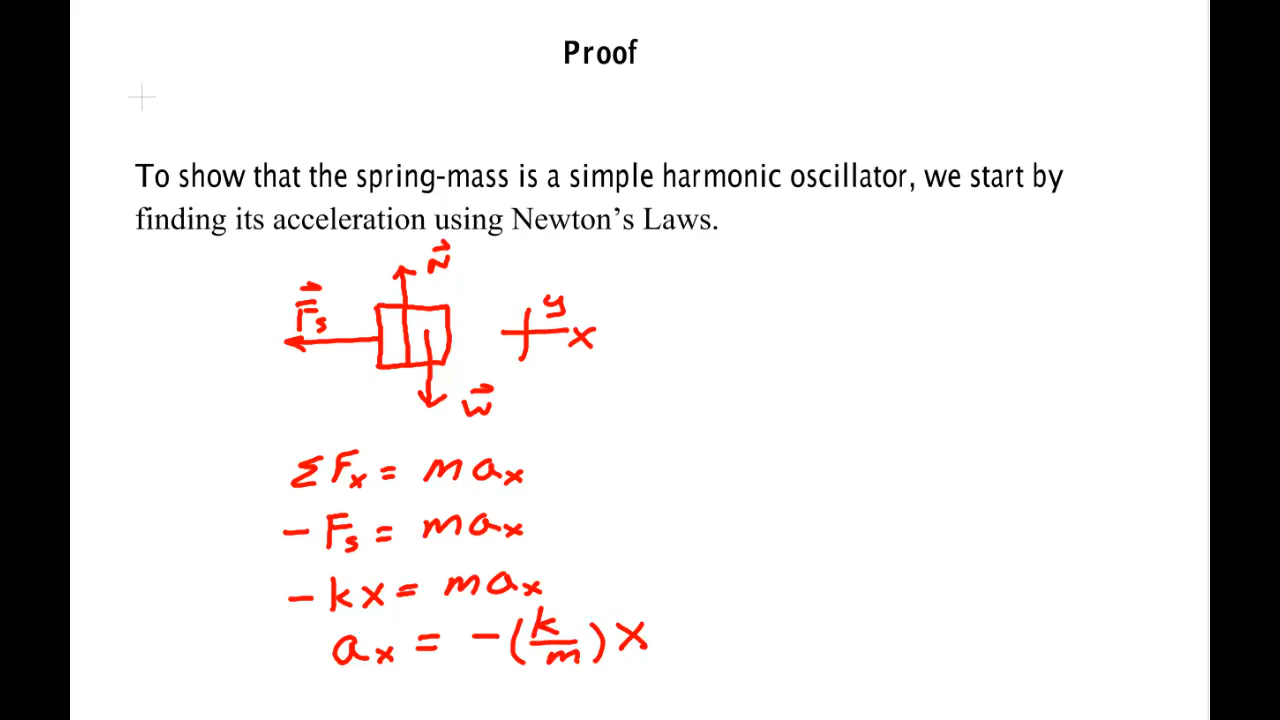 Proof
To show that the spring-mass is a simple harmonic oscillator, we start by
finding its acceleration using Newton’s Laws.
N⃗
F⃗s
y
x
w⃗
ΣFx = max
- Fs = max
- kx = max
ax = -(k/m)x